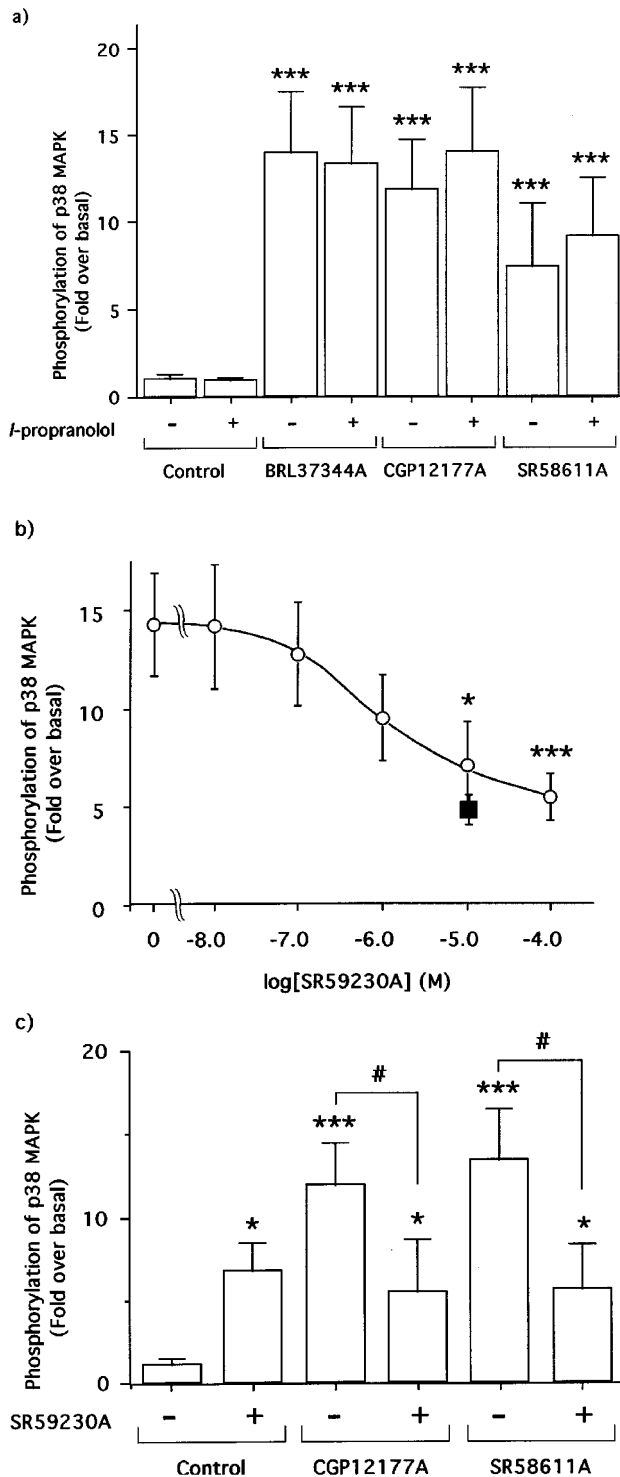 a)
Phosphorylation of p38 MAPK
(Fold over basal)
20
15
10
5
0
*** *** *** *** *** ***
l-propranolol - + - + - + - +
Control BRL37344A CGP12177A SR58611A
b)
Phosphorylation of p38 MAPK
(Fold over basal)
15
10
5
0
* ***
0 -8.0 -7.0 -6.0 -5.0 -4.0
log[SR59230A] (M)
c)
Phosphorylation of p38 MAPK
(Fold over basal)
20
10
0
# #
* *** * *** *
SR59230A - + - + - +
Control CGP12177A SR58611A